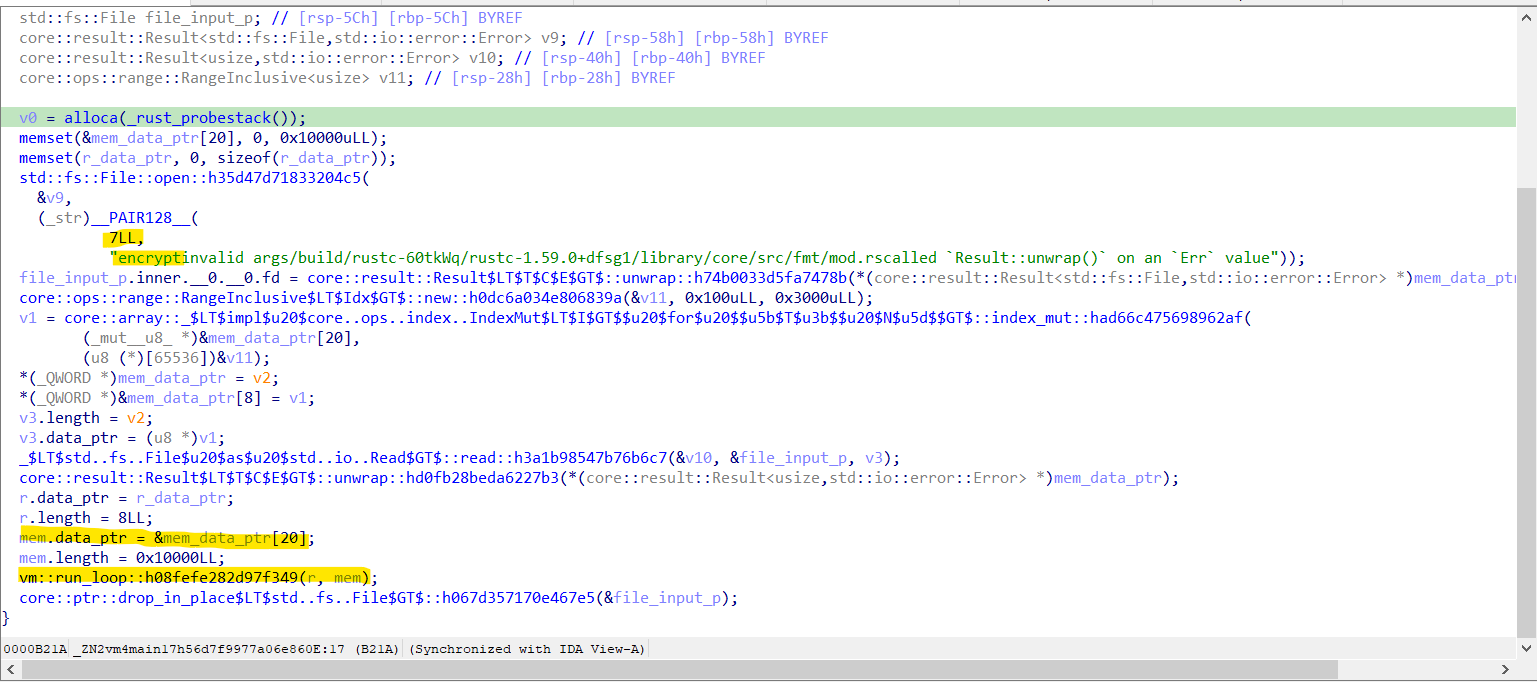 std::fs::File file_input_p; // [rsp-5Ch] [rbp-5Ch] BYREF
core::result::Result<std::fs::File,std::io::error::Error> v9; // [rsp-58h] [rbp-58h] BYREF
core::result::Result<usize,std::io::error::Error> v10; // [rsp-40h] [rbp-40h] BYREF
core::ops::range::RangeInclusive<usize> v11; // [rsp-28h] [rbp-28h] BYREF
v0 = alloca(_rust_probestack());
memset(&mem_data_ptr[20], 0, 0x10000uLL);
memset(r_data_ptr, 0, sizeof(r_data_ptr));
std::fs::File::open::h35d47d71833204c5(
&v9,
(_str)__PAIR128__(
7LL,
"encryptinvalid args/build/rustc-60tkWq/rustc-1.59.0+dfsg1/library/core/src/fmt/mod.rscalled `Result::unwrap()` on an `Err` value"));
file_input_p.inner.__0.__0.fd = core::result::Result$LT$T$C$E$GT$::unwrap::h74b0033d5fa7478b(*(core::result::Result<std::fs::File,std::io::error::Error> *)mem_data_pt
core::ops::range::RangeInclusive$LT$Idx$GT$::new::h0dc6a034e806839a(&v11, 0x100uLL, 0x3000uLL);
v1 = core::array::_$LT$impl$u20$core..ops..index..IndexMut$LT$I$GT$$u20$for$u20$$u5b$T$u3b$$u20$N$u5d$$GT$::index_mut::had66c475698962af(
(_mut__u8_ *)&mem_data_ptr[20],
(u8 (*)[65536])&v11);
*(_QWORD *)mem_data_ptr = v2;
*(_QWORD *)&mem_data_ptr[8] = v1;
v3.length = v2;
v3.data_ptr = (u8 *)v1;
_$LT$std..fs..File$u20$as$u20$std..io..Read$GT$::read::h3a1b98547b76b6c7(&v10, &file_input_p, v3);
core::result::Result$LT$T$C$E$GT$::unwrap::hd0fb28beda6227b3(*(core::result::Result<usize,std::io::error::Error> *)mem_data_ptr);
r.data_ptr = r_data_ptr;
r.length = 8LL;
mem.data_ptr = &mem_data_ptr[20];
mem.length = 0x10000LL;
vm::run_loop::h08fefe282d97f349(r, mem);
core::ptr::drop_in_place$LT$std..fs..File$GT$::h067d357170e467e5(&file_input_p);
}
0000B21A _ZN2vm4main17h56d7f9977a06e860E:17 (B21A) (Synchronized with IDA View-A)